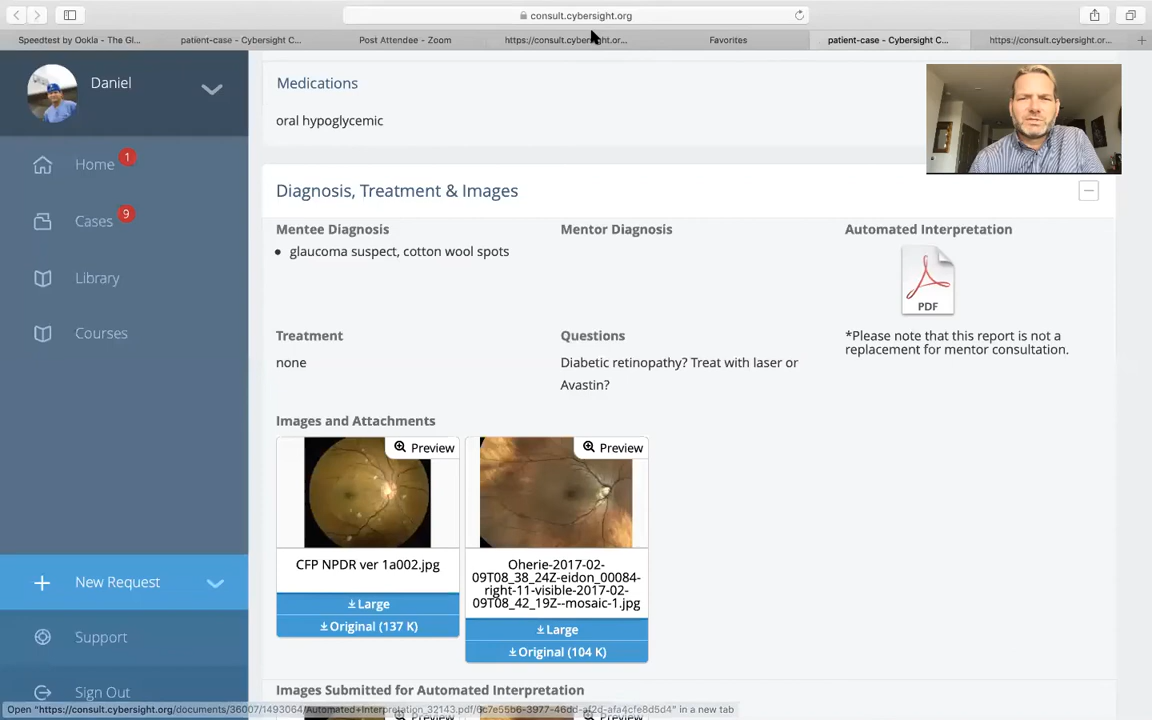 consult.cybersight.org
Speedtest by Ookla - The Gl...
patient-case - Cybersight C...
Post Attendee - Zoom
https://consult.cybersight.or...
Favorites
patient-case - Cybersight C...
https://consult.cybersight.or...
Daniel
Home 1
Cases 9
Library
Courses
New Request
Support
Sign Out
Medications
oral hypoglycemic
Diagnosis, Treatment & Images
Mentee Diagnosis
glaucoma suspect, cotton wool spots
Mentor Diagnosis
Automated Interpretation
PDF
*Please note that this report is not a
replacement for mentor consultation.
Treatment
none
Questions
Diabetic retinopathy? Treat with laser or
Avastin?
Images and Attachments
Preview
CFP NPDR ver 1a002.jpg
Large
Original (137 K)
Preview
Oherie-2017-02-
09T08_38_24Z-eidon_00084-
right-11-visible-2017-02-
09T08_42_19Z--mosaic-1.jpg
Large
Original (104 K)
Images Submitted for Automated Interpretation
Preview
Preview